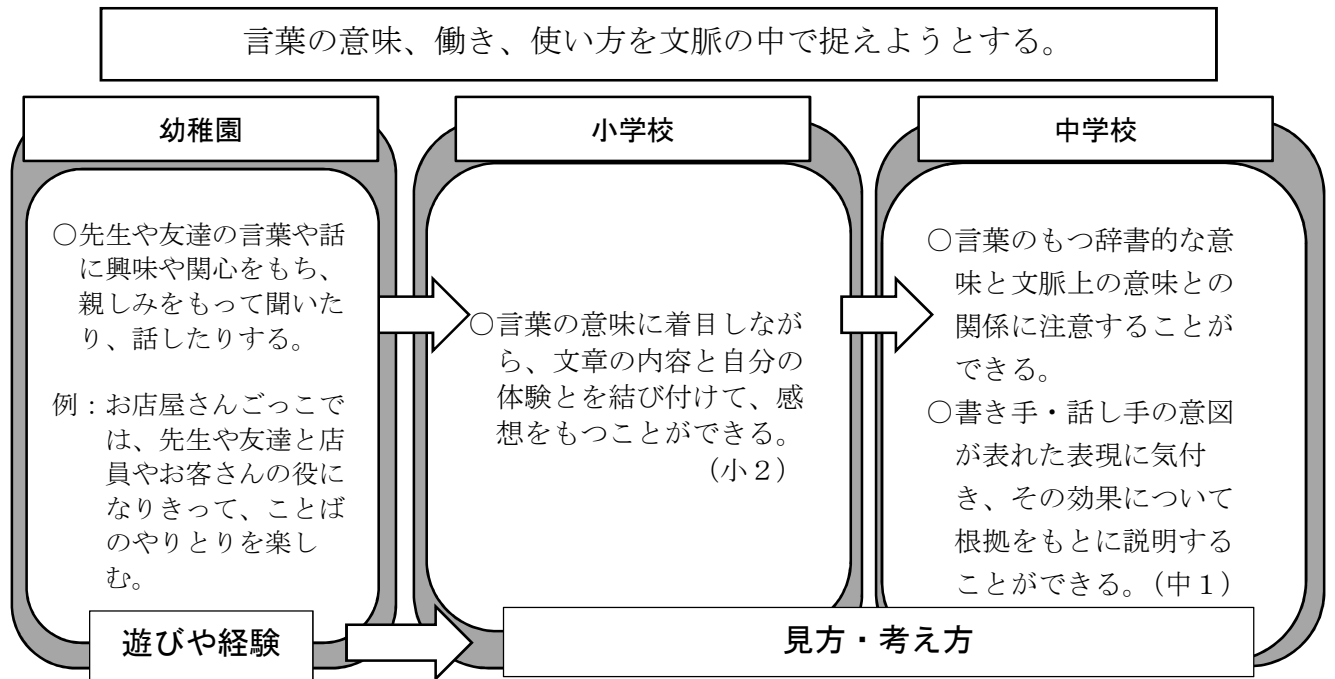 言葉の意味、働き、使い方を文脈の中で捉えようとする。
幼稚園
○先生や友達の言葉や話
に興味や関心をもち、
親しみをもって聞いた
り、話したりする。
例：お店屋さんごっこで
は、先生や友達と店
員やお客さんの役に
なりきって、ことば
のやりとりを楽し
む。
小学校
○言葉の意味に着目しなが
ら、文章の内容と自分の
体験とを結び付けて、感
想をもつことができる。
（小２）
中学校
○言葉のもつ辞書的な意
味と文脈上の意味との
関係に注意することが
できる。
○書き手・話し手の意図
が表れた表現に気付
き、その効果について
根拠をもとに説明する
ことができる。（中１）
遊びや経験
見方・考え方